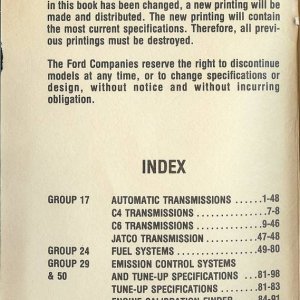 in this book has been changed, a new printing will be
made and distributed. The new printing will contain
the most current specifications. Therefore, all previ-
ous printings must be destroyed.
The Ford Companies reserve the right to discontinue
models at any time, or to change specifications or
design, without notice and without incurring
obligation.
INDEX
GROUP 17 AUTOMATIC TRANSMISSIONS ......1-48
C4 TRANSMISSIONS .............7-8
C6 TRANSMISSIONS ............9-46
JATCO TRANSMISSION .........47-48
GROUP 24 FUEL SYSTEMS ...............49-80
GROUP 29 EMISSION CONTROL SYSTEMS
& 50 AND TUNE-UP SPECIFICATIONS ...81-98
TUNE-UP SPECIFICATIONS .......81-83
ENGINE CALIBRATION FINDER ....84-91